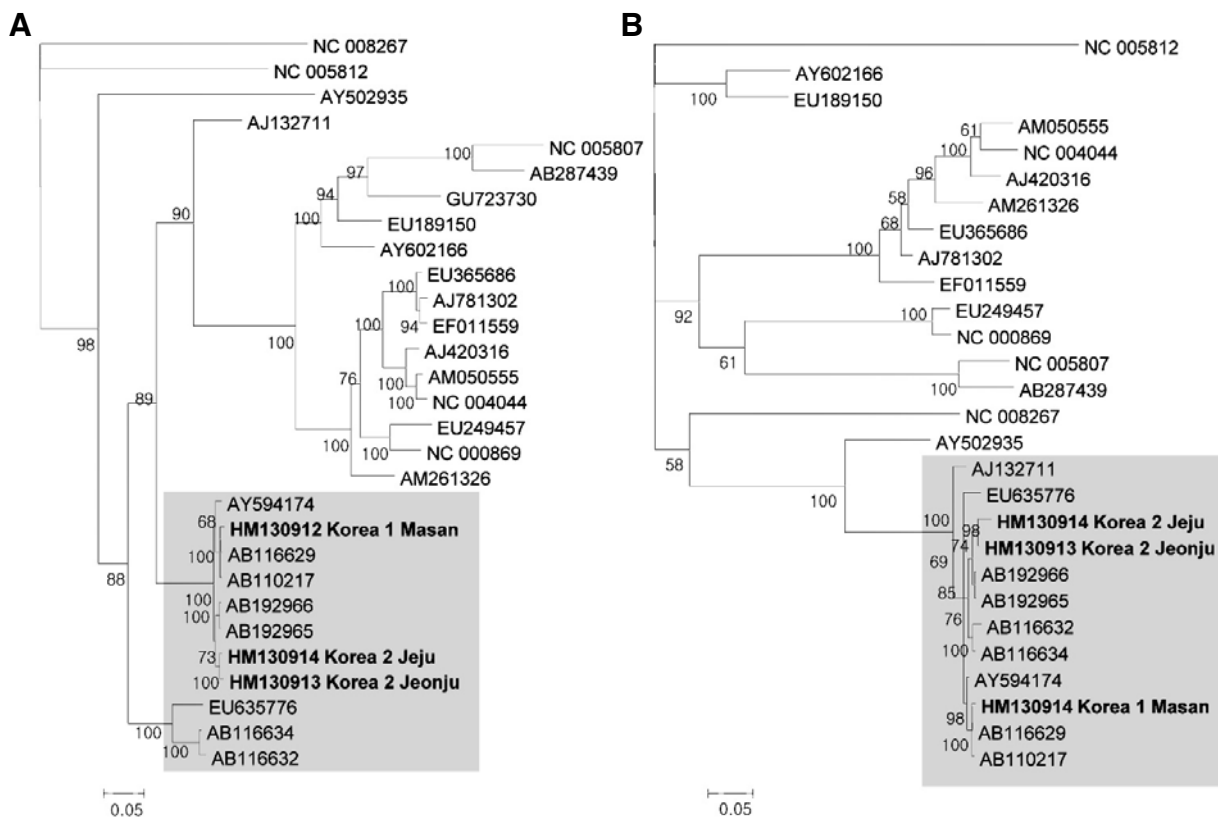 A
NC 008267
NC 005812
AY502935
98
AJ132711
90
NC 005807
100
AB287439
97
GU723730
94
EU189150
100
AY602166
100
EU365686
100
AJ781302
EF011559
94
100
AJ420316
AM050555
100
NC 004044
100
76
EU249457
NC 000869
100
AM261326
100
89
88
AY594174
68
HM130912 Korea 1 Masan
AB116629
100
AB110217
100
AB192966
100
AB192965
HM130914 Korea 2 Jeju
73
HM130913 Korea 2 Jeonju
100
EU635776
100
AB116634
100
AB116632
0.05
B
NC 005812
AY602166
100
EU189150
AM050555
61
NC 004044
100
AJ420316
96
AM261326
58
EU365686
68
AJ781302
100
EF011559
92
EU249457
100
NC 000869
61
NC 005807
100
AB287439
NC 008267
58
AY502935
100
AJ132711
EU635776
100
HM130914 Korea 2 Jeju
98
HM130913 Korea 2 Jeonju
74
69
AB192966
85
AB192965
76
AB116632
100
AB116634
AY594174
HM130914 Korea 1 Masan
98
AB116629
100
AB110217
0.05